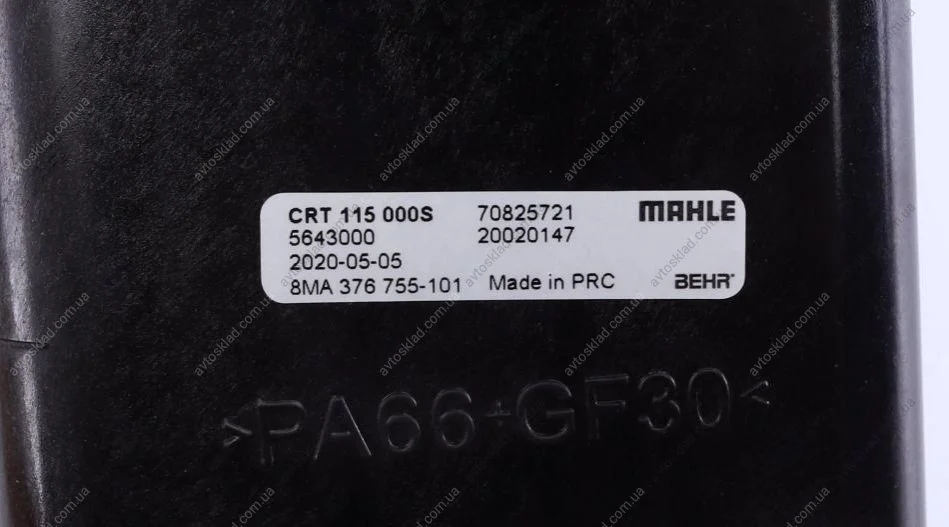 CRT 115 000S 70825721 MAHLE
5643000 20020147
2020-05-05
8MA 376 755-101 Made in PRC BEHR®
>PA66+GF30<
avtosklad.com.ua